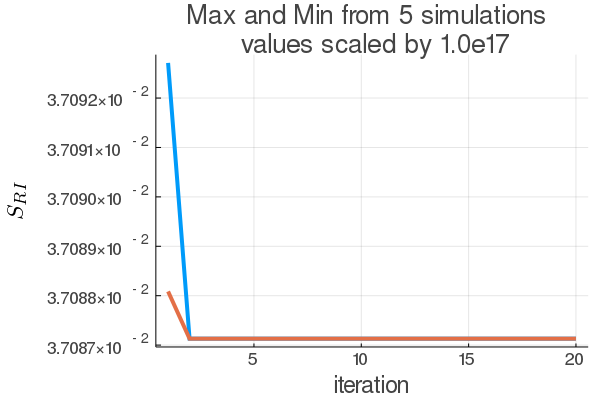 Max and Min from 5 simulations
values scaled by 1.0e17
3.7092×10⁻²
3.7091×10⁻²
3.7090×10⁻²
3.7089×10⁻²
3.7088×10⁻²
3.7087×10⁻²
S_RI
5 10 15 20
iteration